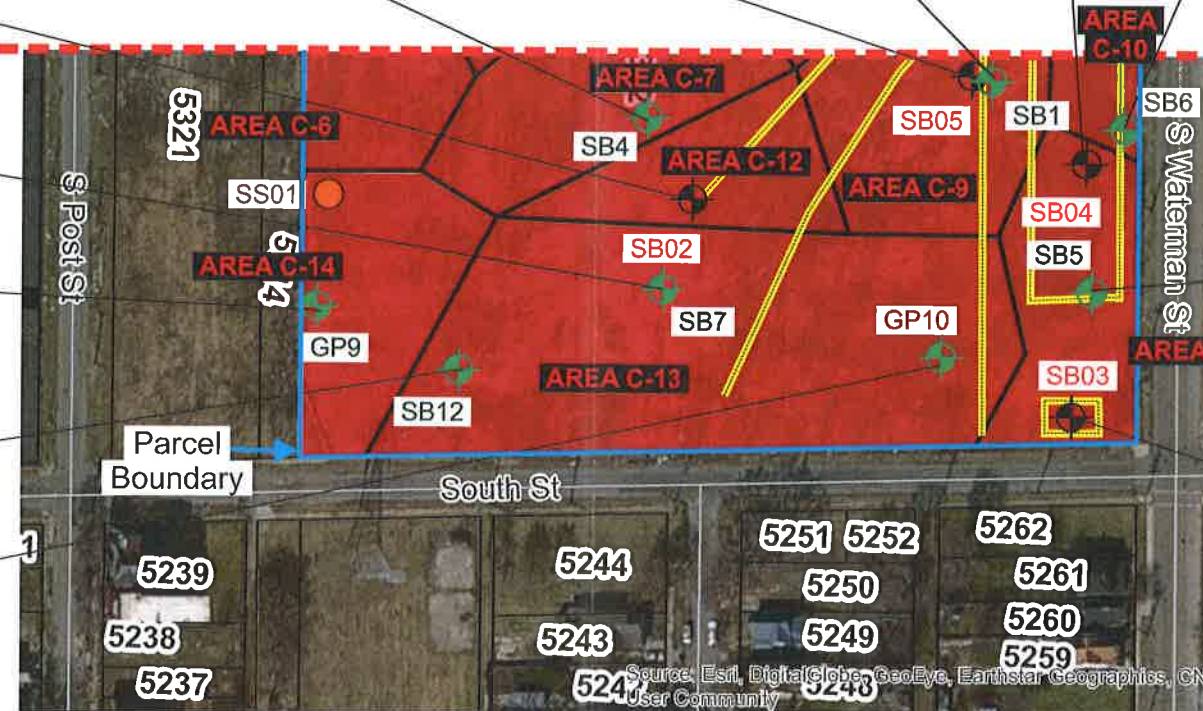 AREA
C-10
AREA C-7
SB6
SB1
5321
AREA C-6
SB05
SB4
AREA C-12
S Waterman St
S Post St
SS01
AREA C-9
SB04
SB02
SB5
AREA C-14
SB7
GP10
GP9
AREA
AREA C-13
SB03
SB12
Parcel
Boundary
South St
5251 5252
5262
1
5239
5244
5250
5261
5238
5243
5249
5260
5259
5237
5248
Source: Esri, DigitalGlobe, GeoEye, Earthstar Geographics, CN
User Community